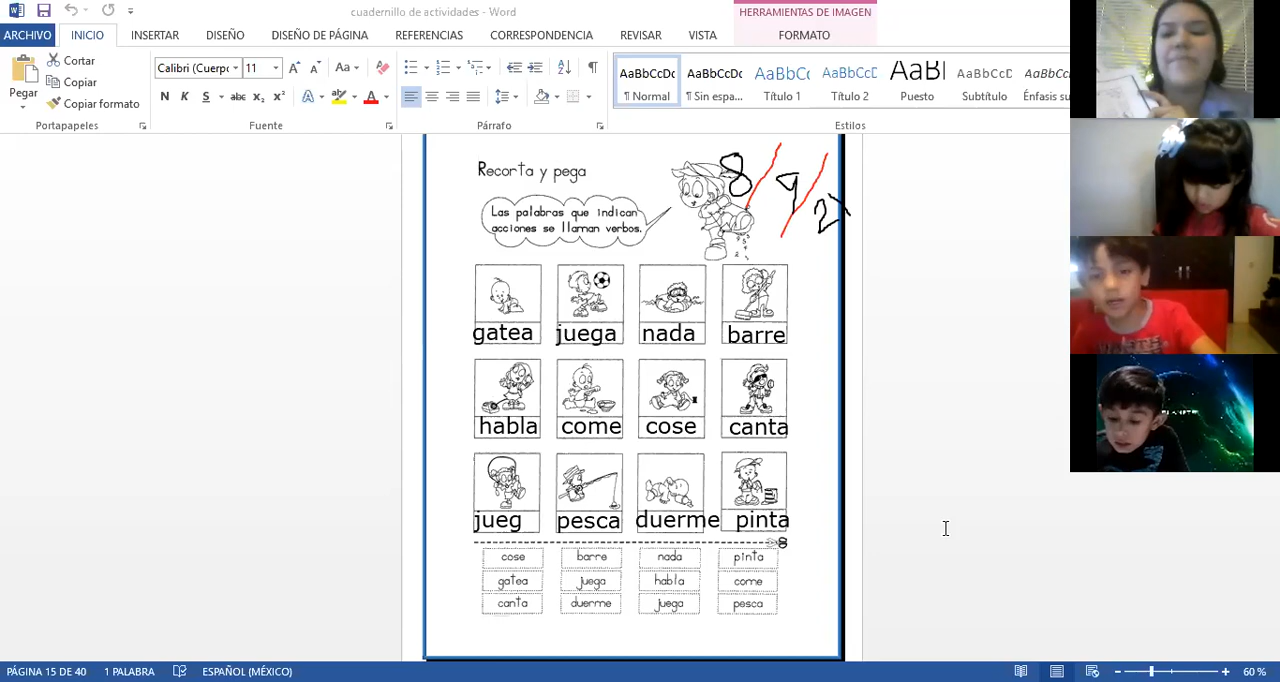 cuadernillo de actividades - Word
HERRAMIENTAS DE IMAGEN
ARCHIVO INICIO INSERTAR DISEÑO DISEÑO DE PÁGINA REFERENCIAS CORRESPONDENCIA REVISAR VISTA FORMATO
Cortar
Copiar
Copiar formato
Pegar
Calibri (Cuerpo 11
AaBbCcDc AaBbCcDc AaBbC AaBbCc AaB AaBbCcD AaBbCcD
¶ Normal ¶ Sin espa... Título 1 Título 2 Puesto Subtítulo Énfasis su
Portapapeles Fuente Párrafo Estilos
Recorta y pega
8/9/21
Las palabras que indican
acciones se llaman verbos.
gatea juega nada barre
habla come cose canta
jueg pesca duerme pinta
cose barre nada pinta
gatea juega habla come
canta duerme juega pesca
PÁGINA 15 DE 40 1 PALABRA ESPAÑOL (MÉXICO) 60 %